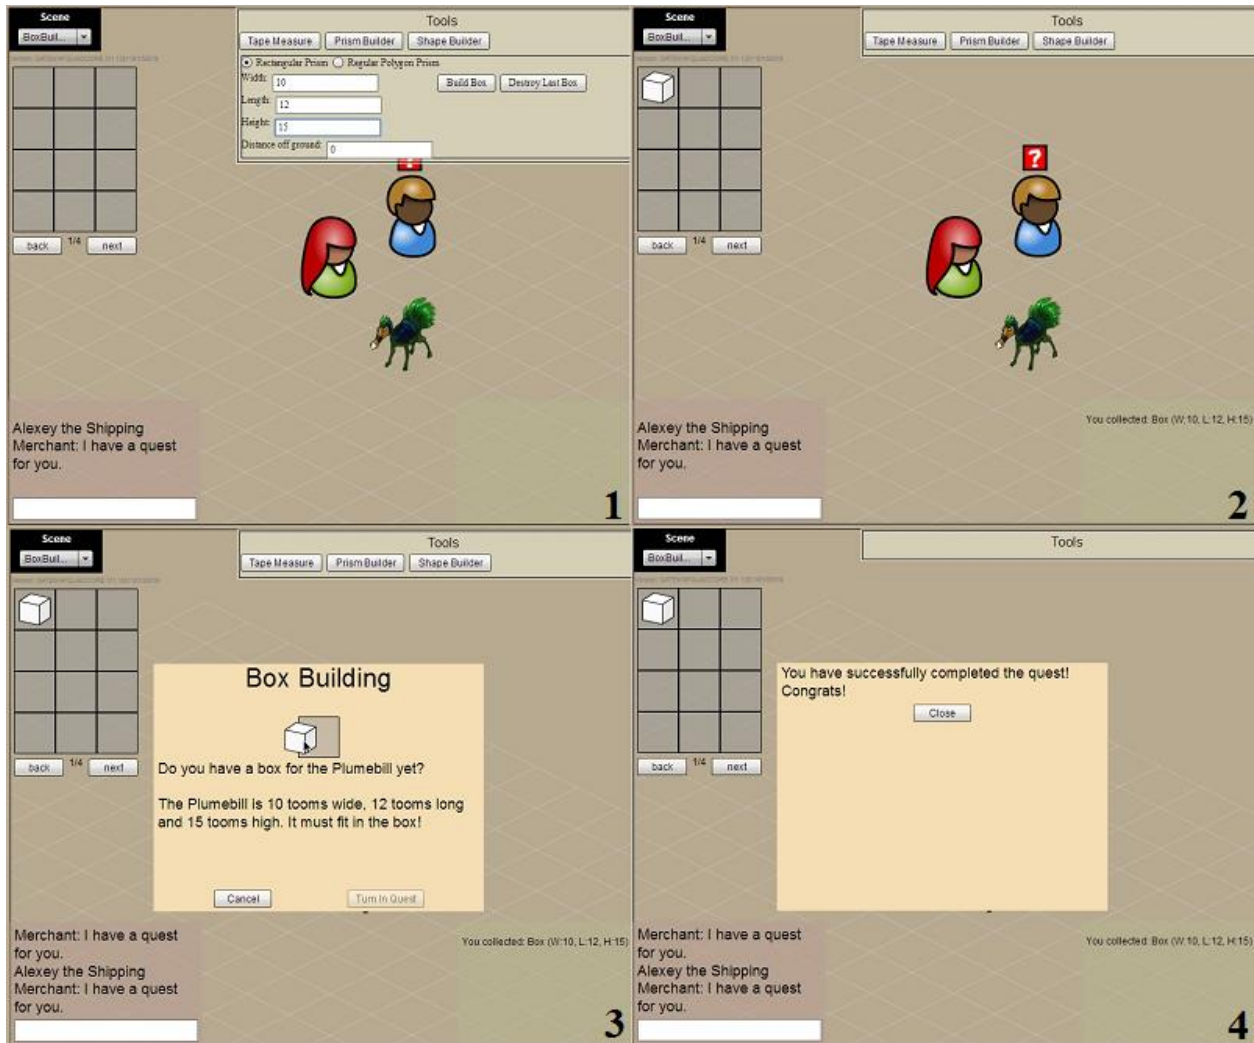 Scene
BoxBuil...
Tools
Tape Measure Prism Builder Shape Builder
Rectangular Prism Regular Polygon Prism
Width: 10
Build Box Destroy Last Box
Length: 12
Height: 15
Distance off ground: 0
?
back 1/4 next
Alexey the Shipping
Merchant: I have a quest
for you.
1
Scene
BoxBuil...
Tools
Tape Measure Prism Builder Shape Builder
?
back 1/4 next
Alexey the Shipping
Merchant: I have a quest
for you.
You collected: Box (W:10, L:12, H:15)
2
Scene
BoxBuil...
Tools
Tape Measure Prism Builder Shape Builder
back 1/4 next
Box Building
Do you have a box for the Plumebill yet?
The Plumebill is 10 tooms wide, 12 tooms long
and 15 tooms high. It must fit in the box!
Cancel Turn In Quest
Merchant: I have a quest
for you.
Alexey the Shipping
Merchant: I have a quest
for you.
You collected: Box (W:10, L:12, H:15)
3
Scene
BoxBuil...
Tools
back 1/4 next
You have successfully completed the quest!
Congrats!
Close
Merchant: I have a quest
for you.
Alexey the Shipping
Merchant: I have a quest
for you.
You collected: Box (W:10, L:12, H:15)
4